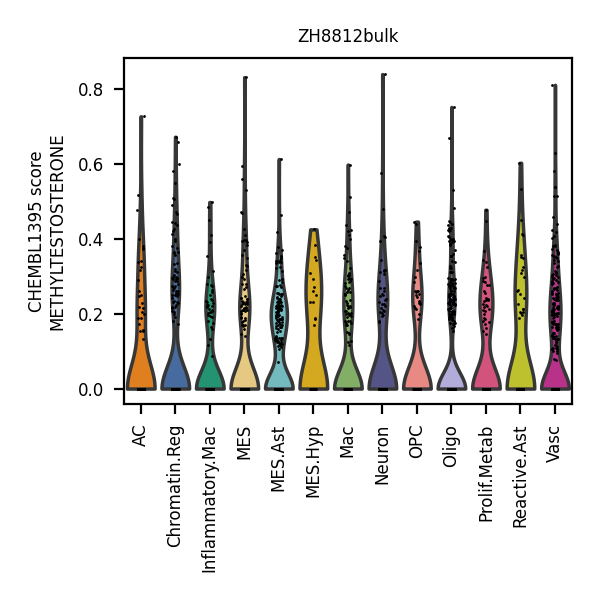 ZH8812bulk
CHEMBL1395 score
METHYLTESTOSTERONE
0.8
0.6
0.4
0.2
0.0
AC
Chromatin.Reg
Inflammatory.Mac
MES
MES.Ast
MES.Hyp
Mac
Neuron
OPC
Oligo
Prolif.Metab
Reactive.Ast
Vasc